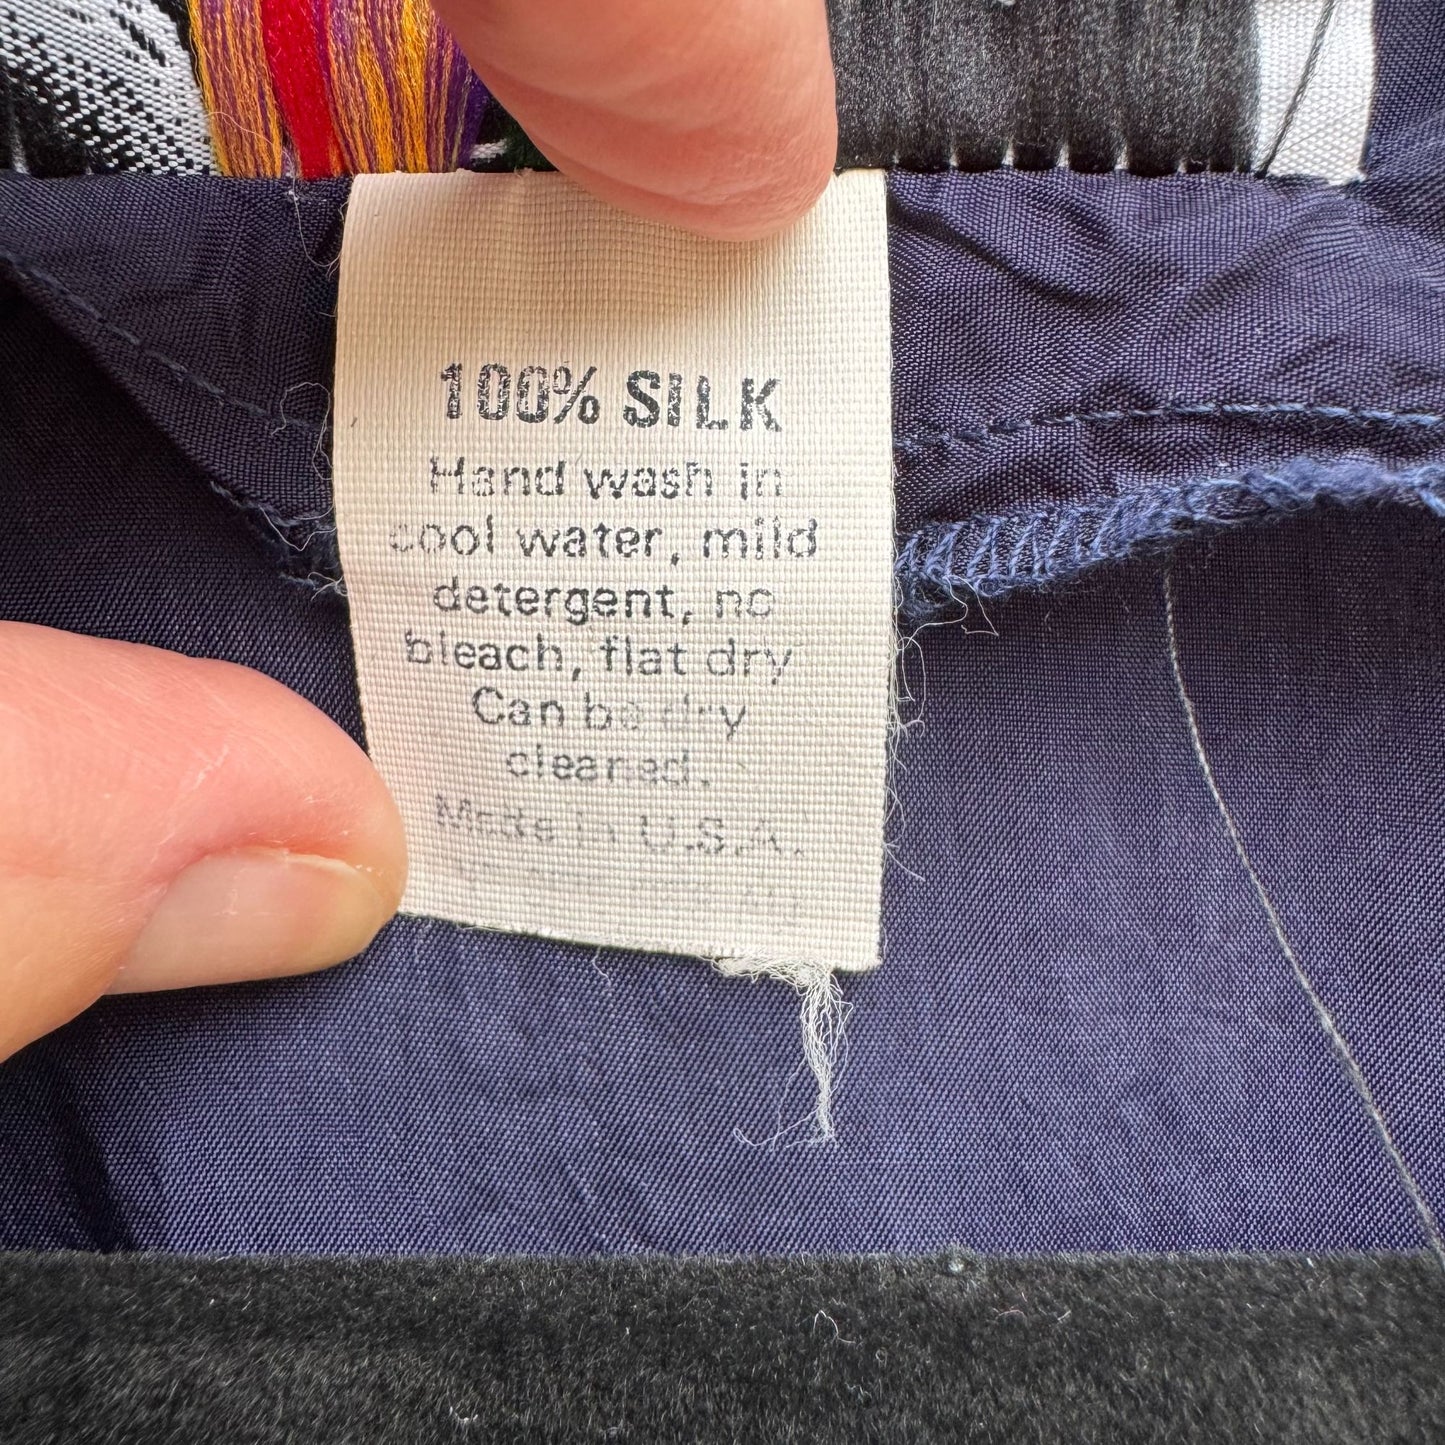 100% SILK
Hand wash in
cool water, mild
detergent, no
bleach, flat dry
Can be dry
cleaned.
Made in U.S.A.